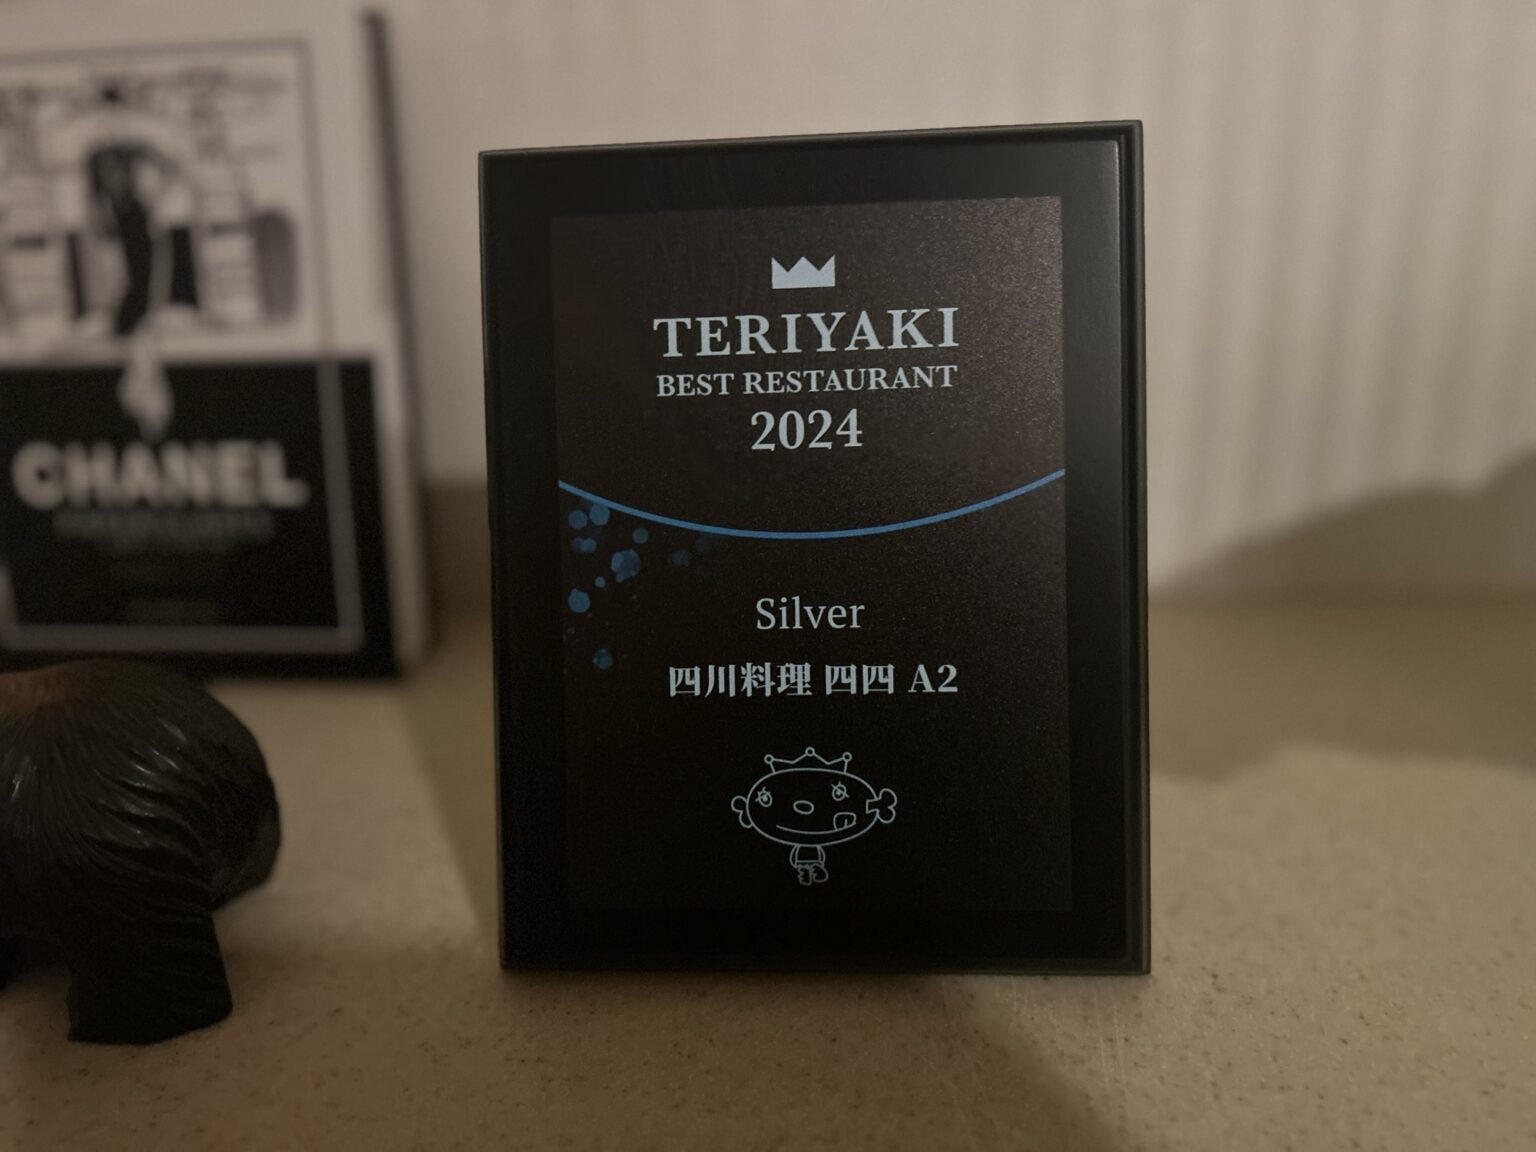 CHANEL
TERIYAKI
BEST RESTAURANT
2024
Silver
四川料理 四四 A2